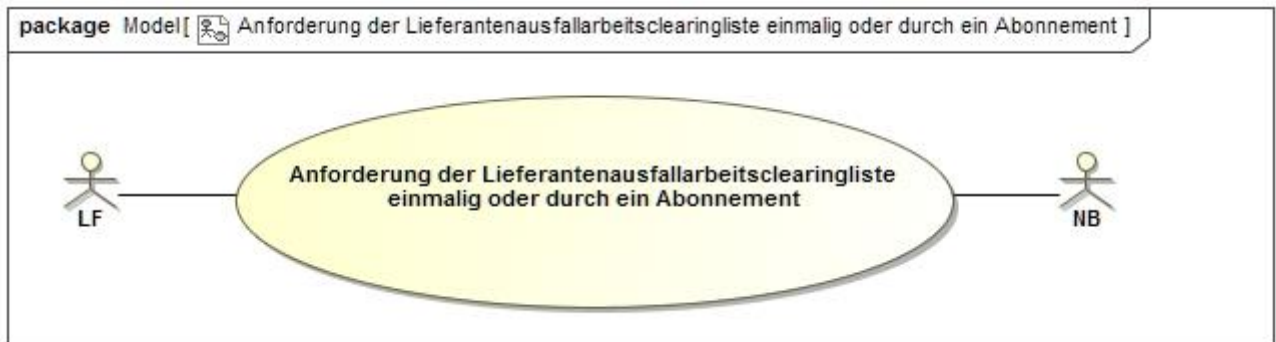 package Model[ Anforderung der Lieferantenausfallarbeitsclearingliste einmalig oder durch ein Abonnement ]
Anforderung der Lieferantenausfallarbeitsclearingliste
einmalig oder durch ein Abonnement
LF
NB